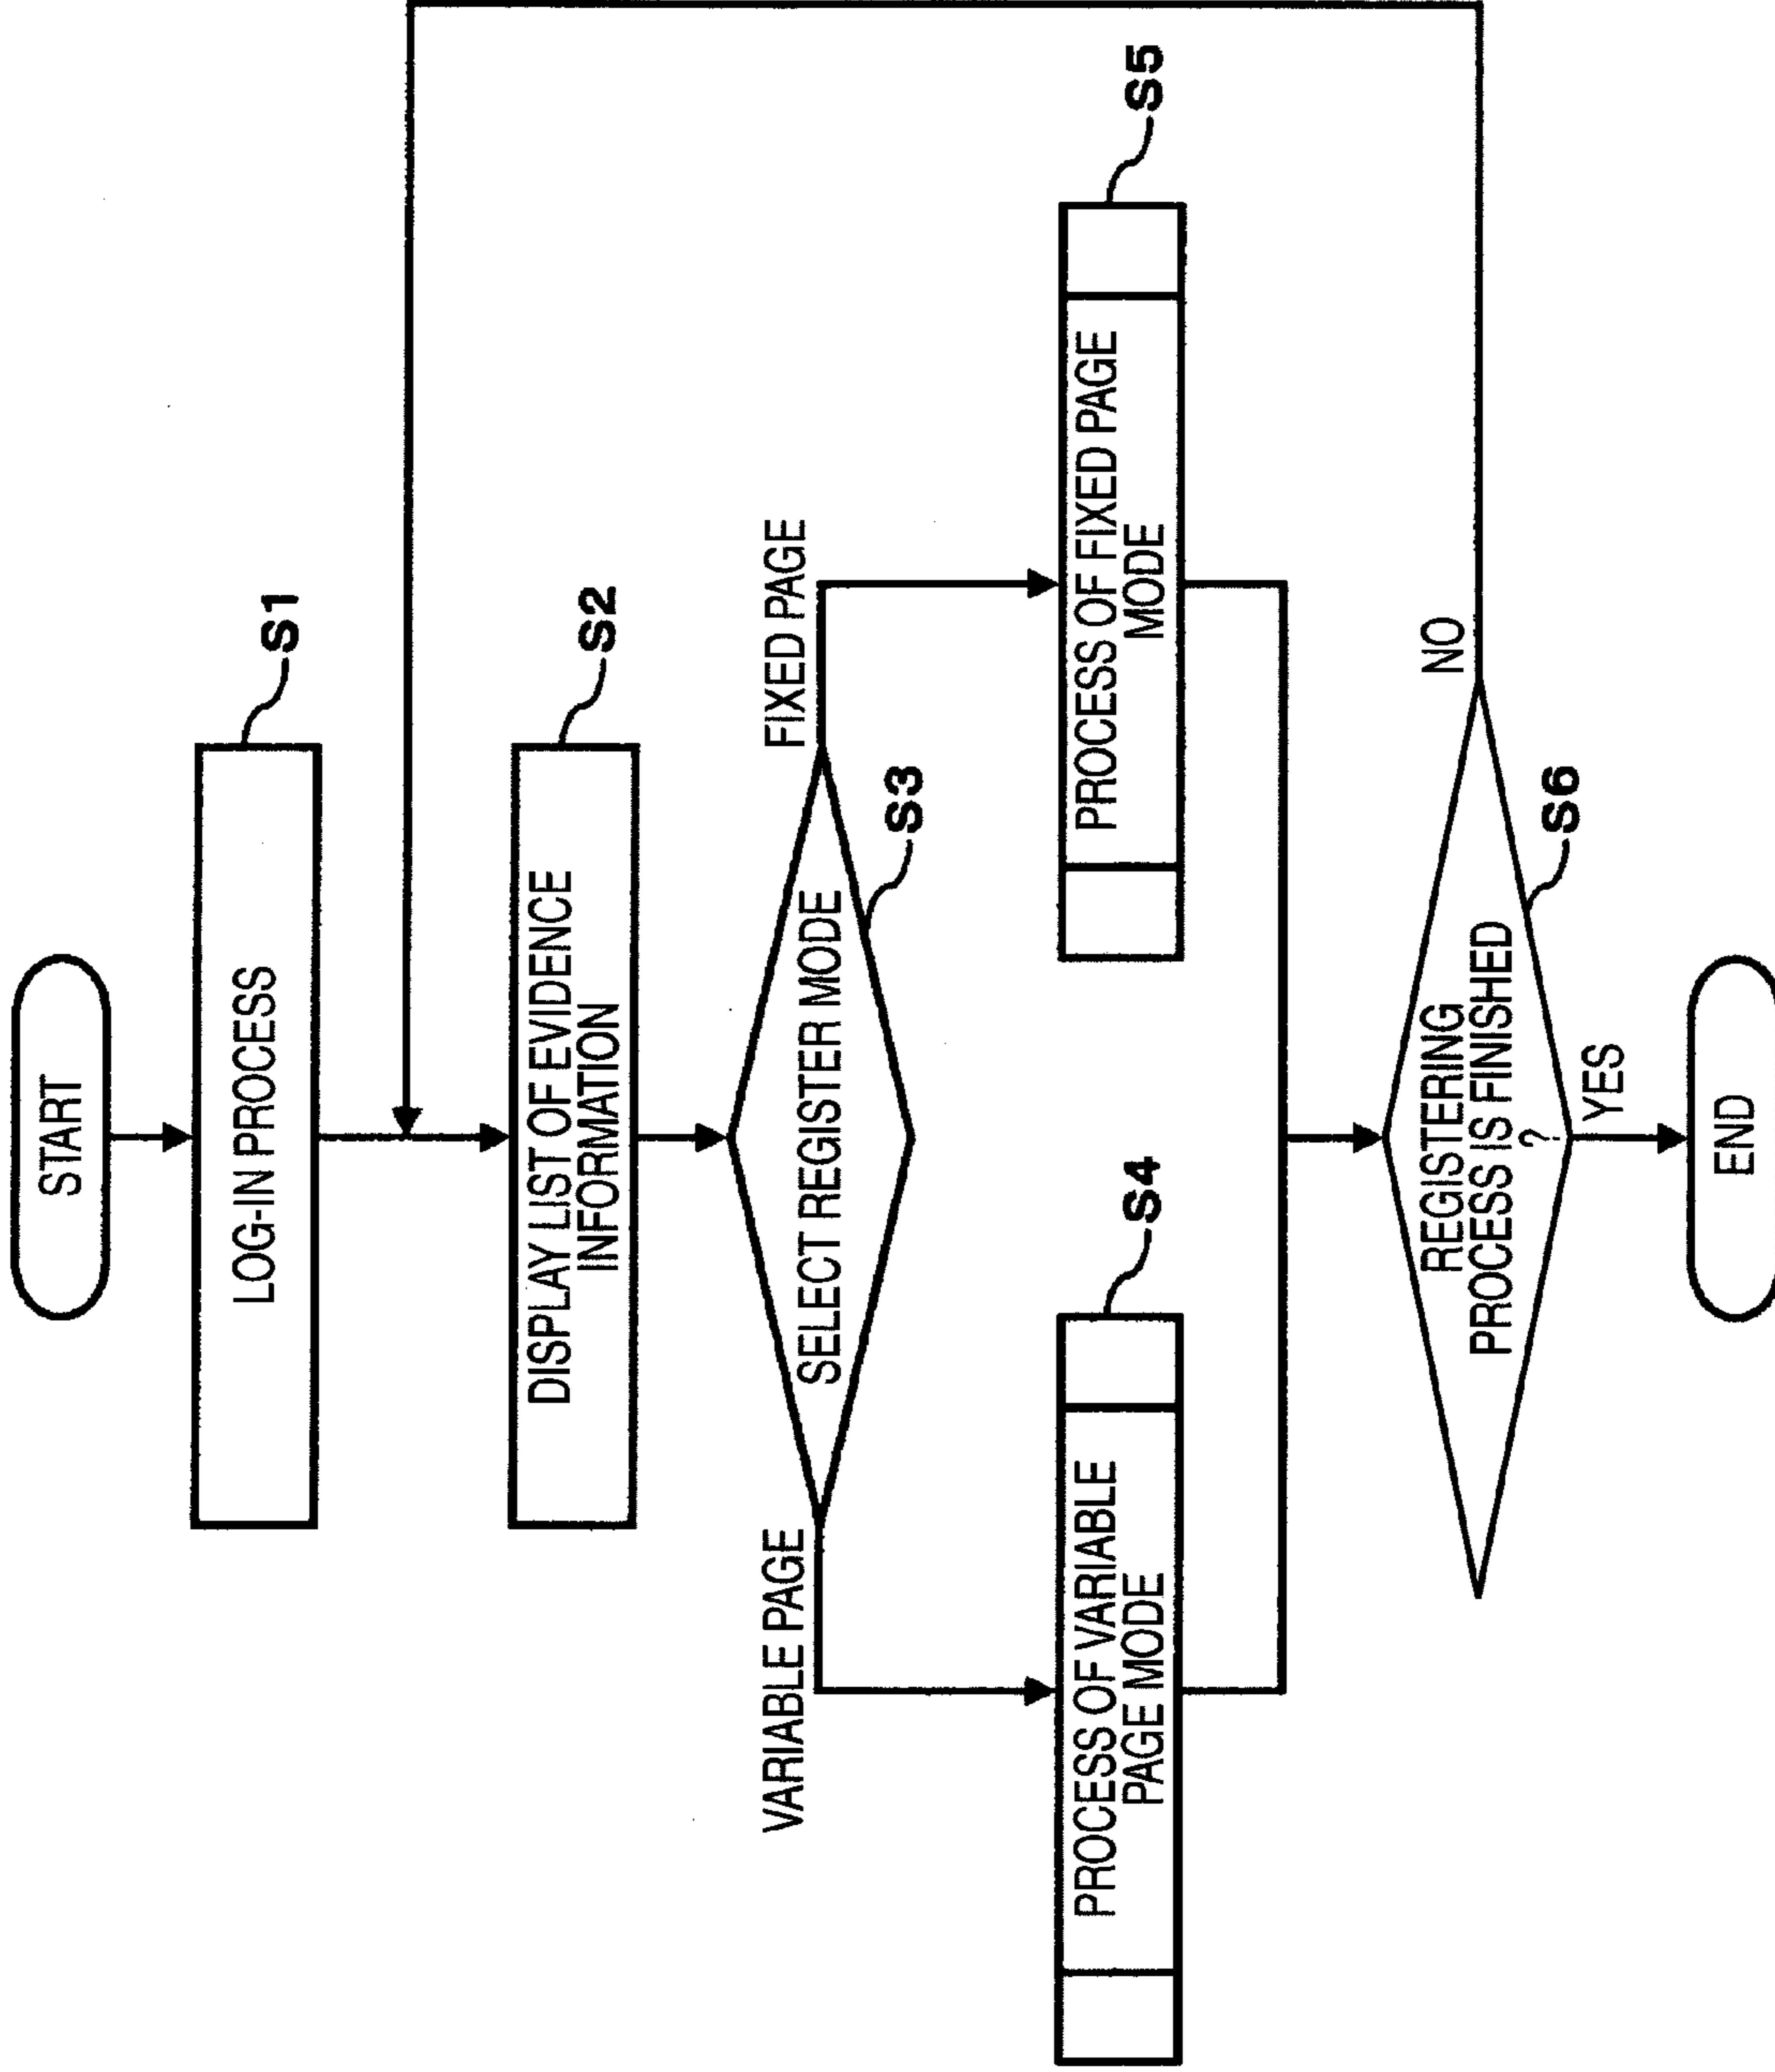 START
LOG-IN PROCESS
S1
DISPLAY LIST OF EVIDENCE
INFORMATION
S2
SELECT REGISTER MODE
S3
VARIABLE PAGE
FIXED PAGE
PROCESS OF VARIABLE
PAGE MODE
S4
PROCESS OF FIXED PAGE
MODE
S5
REGISTERING
PROCESS IS FINISHED
?
S6
NO
YES
END